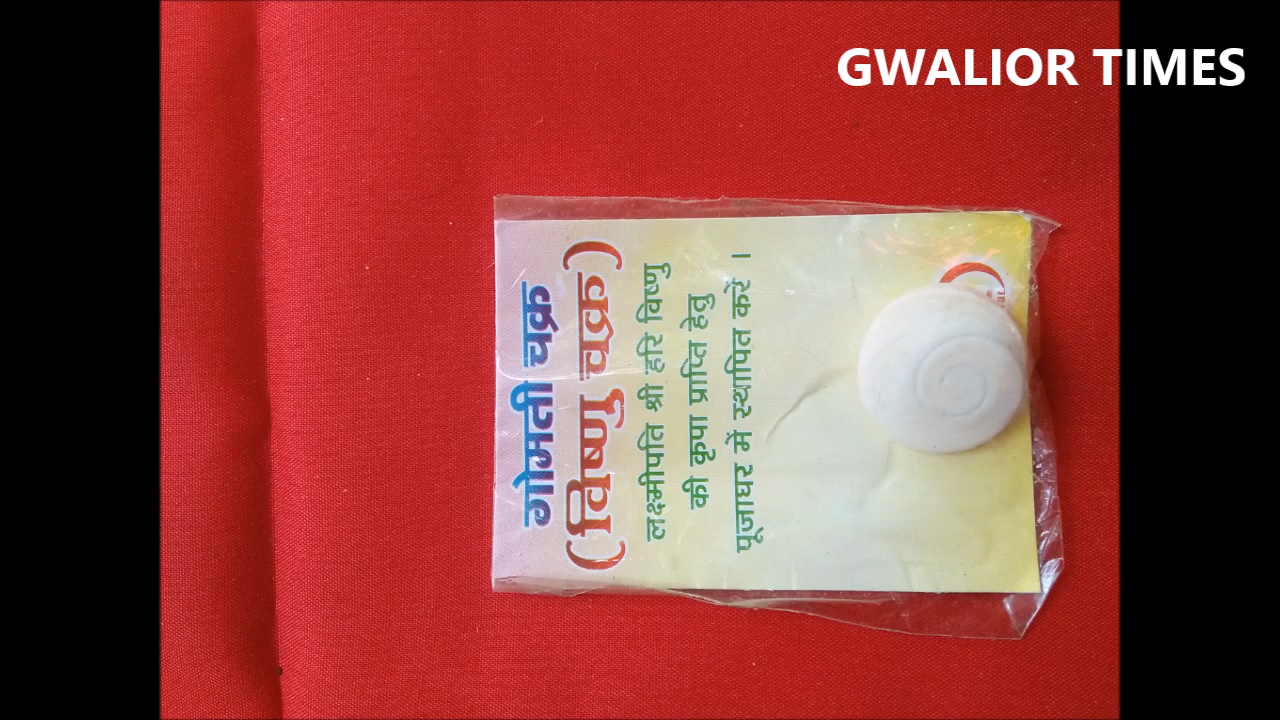 GWALIOR TIMES
गोमती चक्र
(विष्णु चक्र)
लक्ष्मीपति श्री हरि विष्णु
की कृपा प्राप्ति हेतु
पूजाघर में स्थापित करें ।